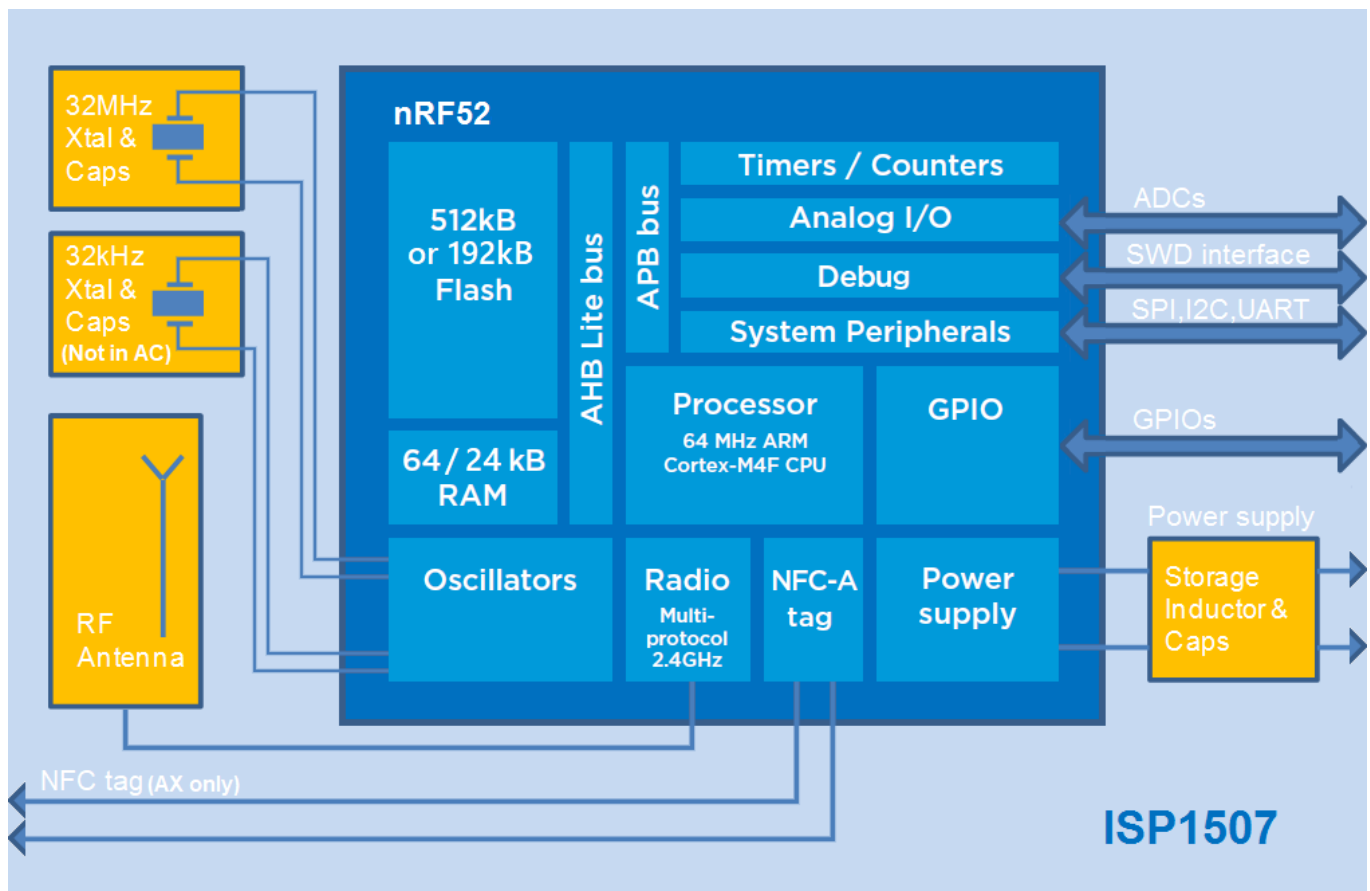 32MHz
Xtal &
Caps
32kHz
Xtal &
Caps
(Not in AC)
RF
Antenna
nRF52
512kB
or 192kB
Flash
64 / 24 kB
RAM
AHB Lite bus
APB bus
Timers / Counters
Analog I/O
Debug
System Peripherals
Processor
64 MHz ARM
Cortex-M4F CPU
GPIO
Oscillators
Radio
Multi-
protocol
2.4GHz
NFC-A
tag
Power
supply
ADCs
SWD interface
SPI,I2C,UART
GPIOs
Power supply
Storage
Inductor &
Caps
NFC tag (AX only)
ISP1507